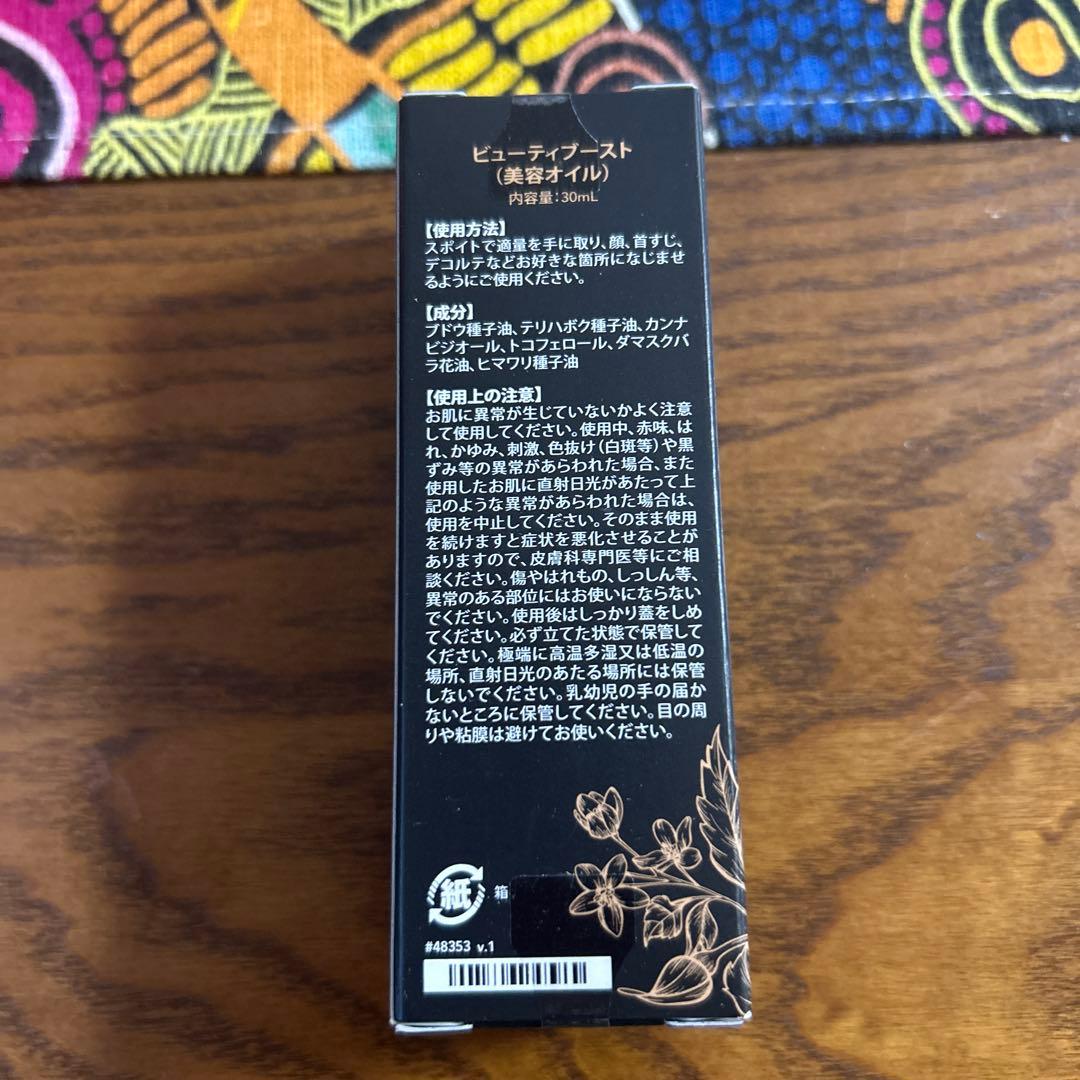 ビューティブースト
(美容オイル)
内容量:30mL
【使用方法】
スポイトで適量を手に取り、顔、首すじ、
デコルテなどお好きな箇所になじませ
るようにご使用ください。
【成分】
ブドウ種子油、テリハボク種子油、カンナ
ビジオール、トコフェロール、ダマスクバ
ラ花油、ヒマワリ種子油
【使用上の注意】
お肌に異常が生じていないかよく注意
して使用してください。使用中、赤味、は
れ、かゆみ、刺激、色抜け(白斑等)や黒
ずみ等の異常があらわれた場合、また
使用したお肌に直射日光があたって上
記のような異常があらわれた場合は、
使用を中止してください。そのまま使用
を続けますと症状を悪化させることが
ありますので、皮膚科専門医等にご相
談ください。傷やはれもの、しっしん等、
異常のある部位にはお使いにならない
でください。使用後はしっかり蓋をしめ
てください。必ず立てた状態で保管して
ください。極端に高温多湿又は低温の
場所、直射日光のあたる場所には保管
しないでください。乳幼児の手の届か
ないところに保管してください。目の周
りや粘膜は避けてお使いください。
紙 箱
#48353 v.1